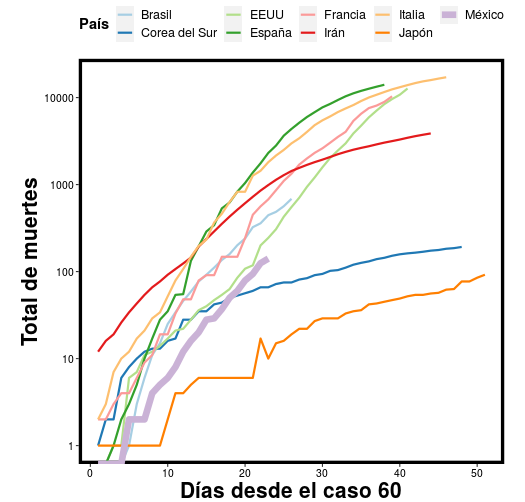 País
Brasil EEUU Francia Italia México
Corea del Sur España Irán Japón
Total de muertes
10000
1000
100
10
1
0 10 20 30 40 50
Días desde el caso 60